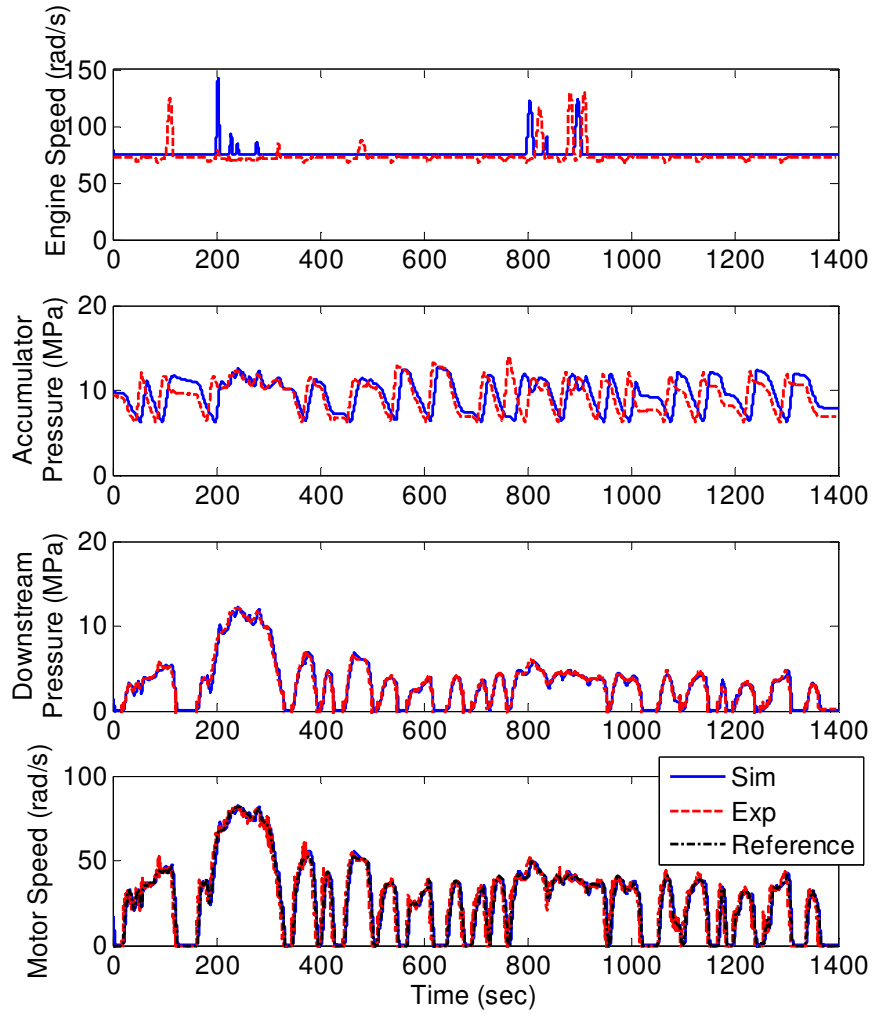 Engine Speed (rad/s)
150
100
50
0
0 200 400 600 800 1000 1200 1400
Accumulator
Pressure (MPa)
20
10
0
0 200 400 600 800 1000 1200 1400
Downstream
Pressure (MPa)
20
10
0
0 200 400 600 800 1000 1200 1400
Motor Speed (rad/s)
100
50
0
Sim
Exp
Reference
0 200 400 600 800 1000 1200 1400
Time (sec)